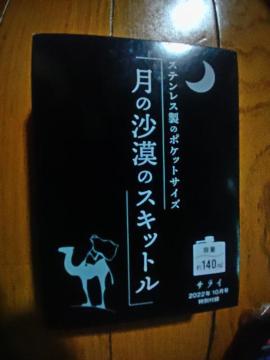 ステンレス製のポケットサイズ
「月の沙漠のスキットル」
容量
約140ml
サライ
2022年10月号
特別付録